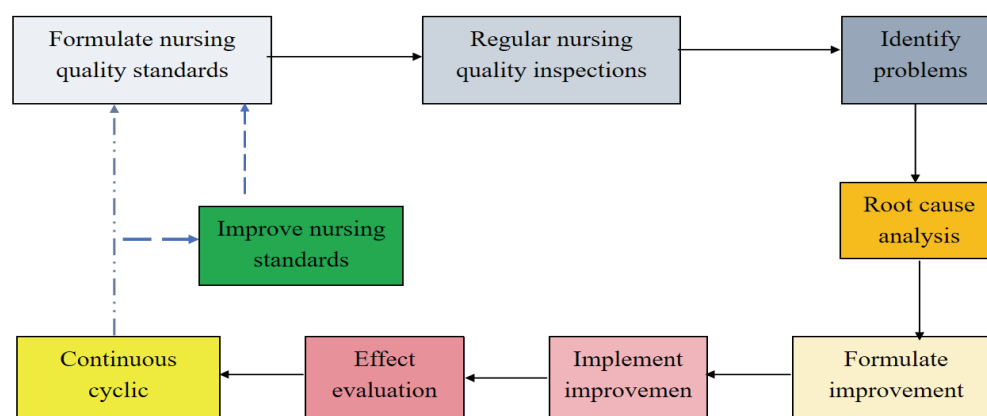 Formulate nursing
quality standards
Regular nursing
quality inspections
Identify
problems
Root cause
analysis
Improve nursing
standards
Continuous
cyclic
Effect
evaluation
Implement
improvemen
Formulate
improvement